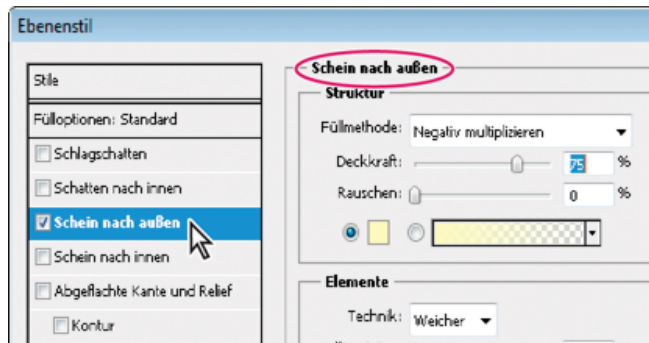 Ebenenstil
Stile
Fülloptionen: Standard
Schlagschatten
Schatten nach innen
Schein nach außen
Schein nach innen
Abgeflachte Kante und Relief
Kontur
Schein nach außen
Struktur
Füllmethode: Negativ multiplizieren
Deckkraft: 75 %
Rauschen: 0 %
Elemente
Technik: Weicher